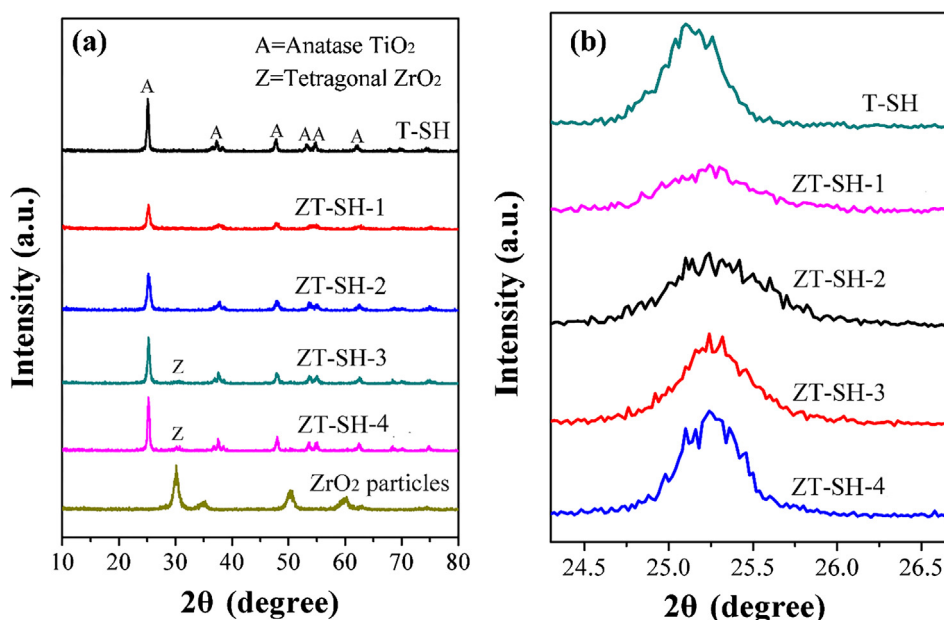 (a)
A=Anatase TiO₂
Z=Tetragonal ZrO₂
A
T-SH
A
A
A A
A
ZT-SH-1
ZT-SH-2
ZT-SH-3
Z
ZT-SH-4
Z
ZrO₂ particles
Intensity (a.u.)
10 20 30 40 50 60 70 80
2θ (degree)
(b)
T-SH
ZT-SH-1
ZT-SH-2
ZT-SH-3
ZT-SH-4
Intensity (a.u.)
24.5 25.0 25.5 26.0 26.5
2θ (degree)